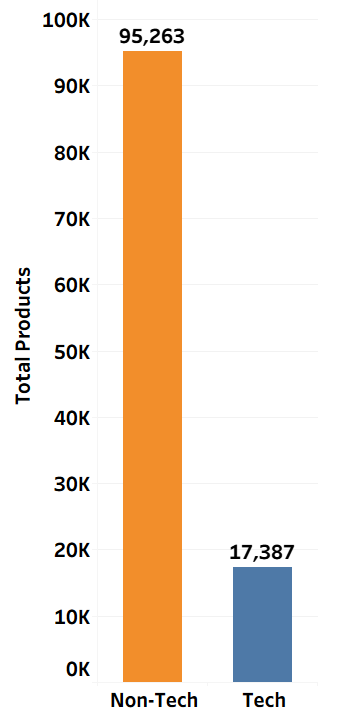 Total Products
100K
90K
80K
70K
60K
50K
40K
30K
20K
10K
0K
95,263
17,387
Non-Tech
Tech